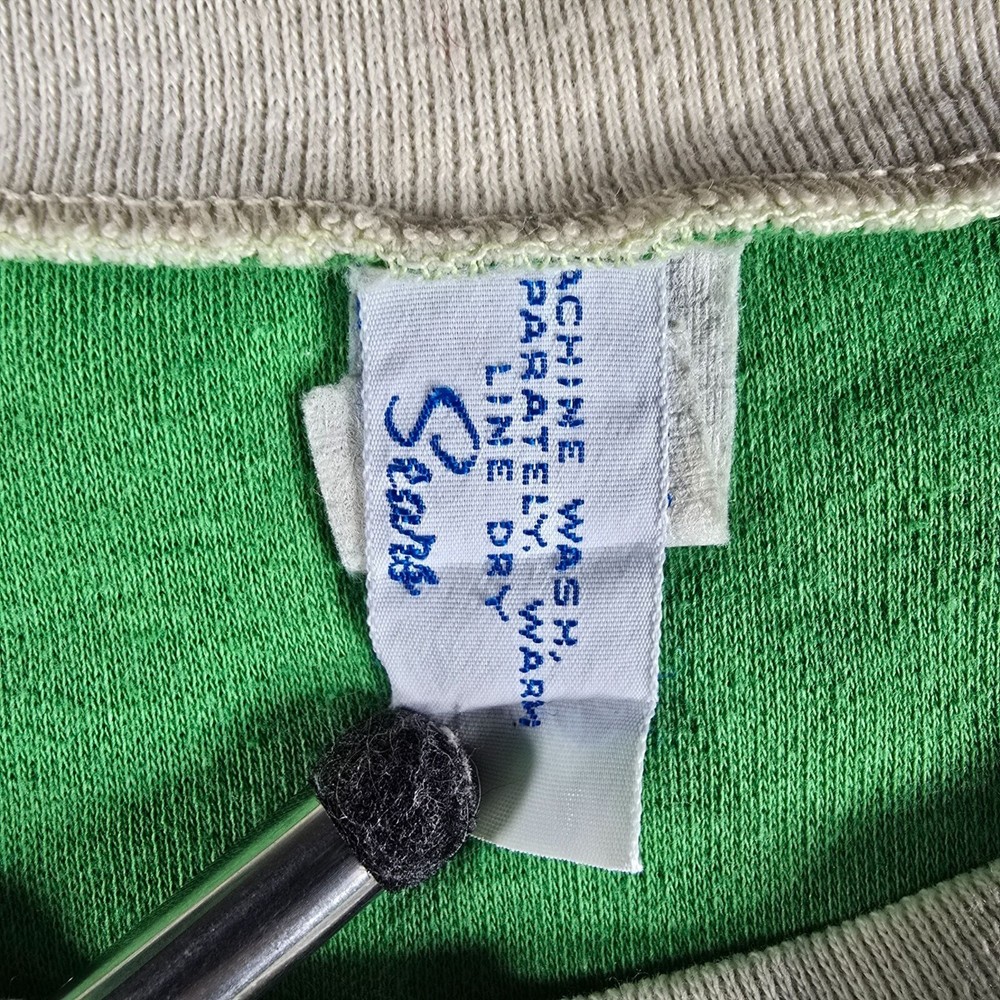 ACHINE WASH,
PARATELY, WARM
LINE DRY
Sears